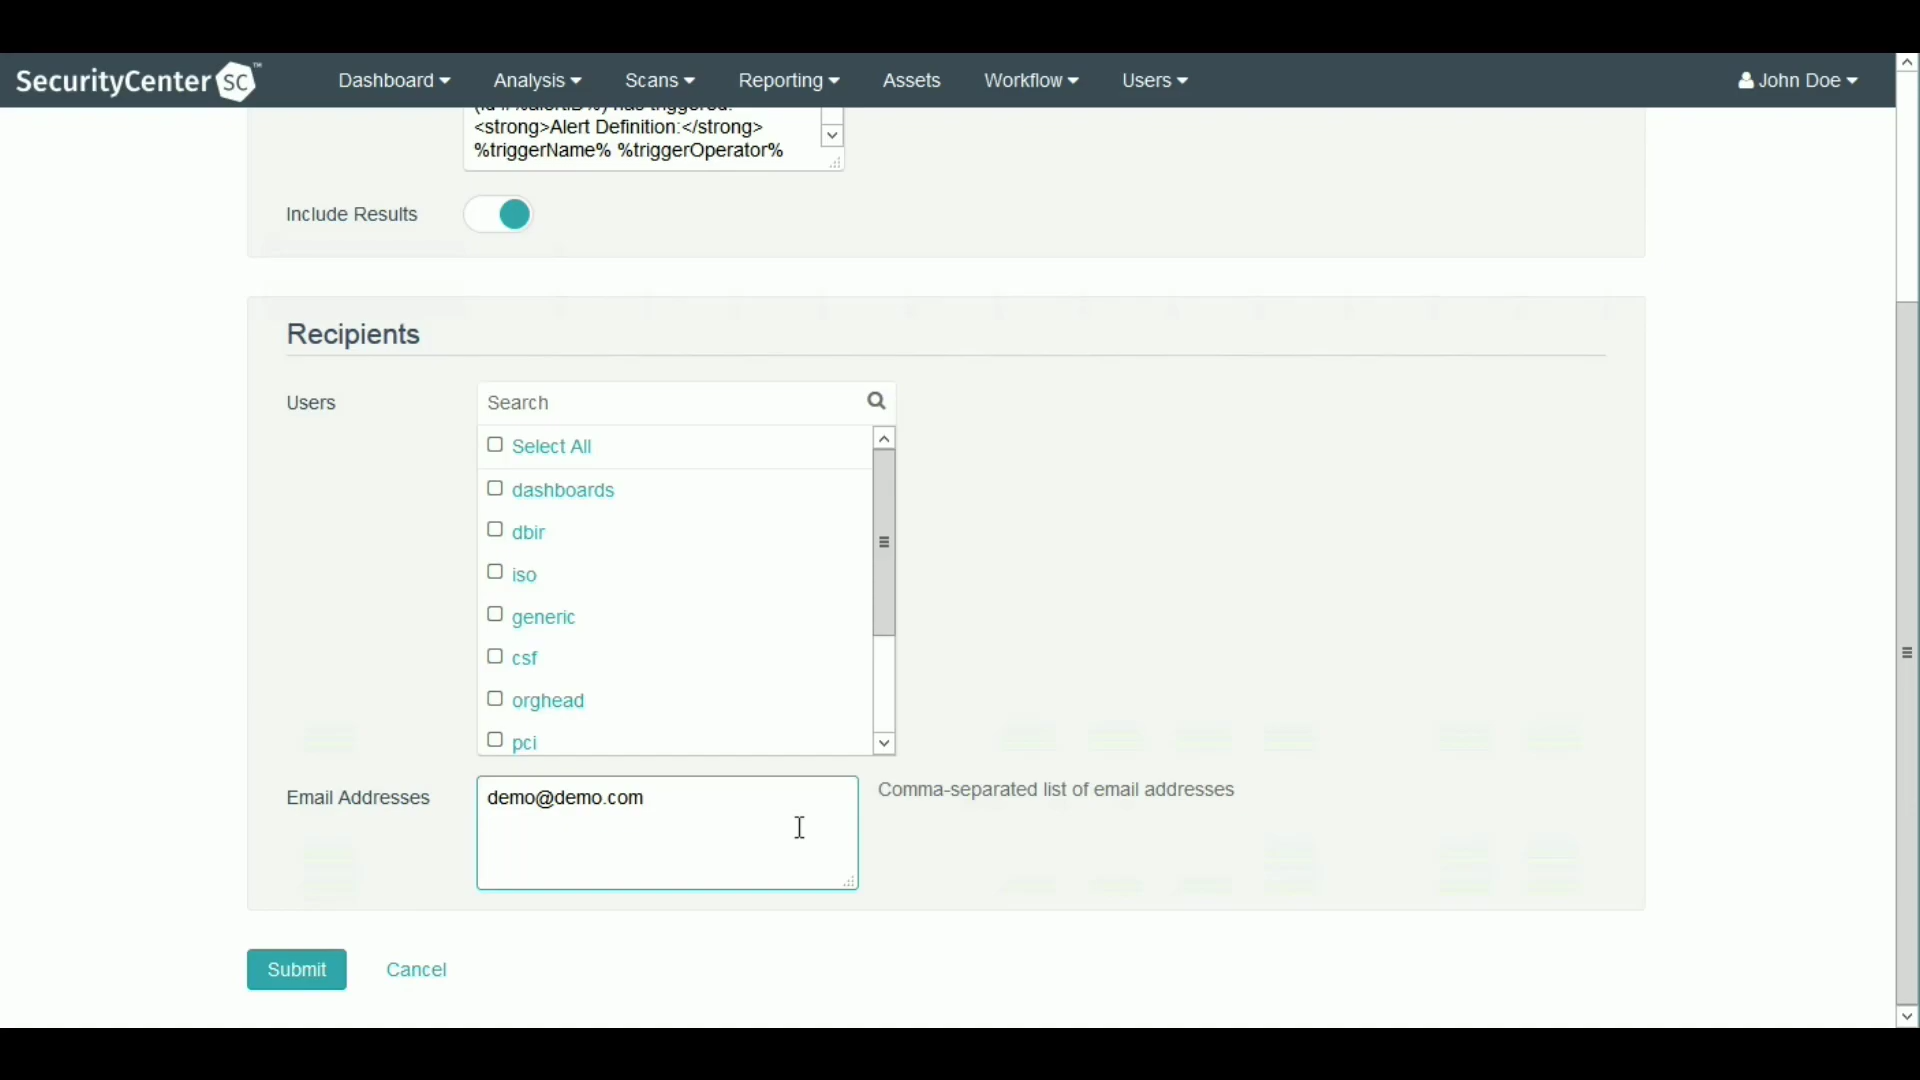 SecurityCenter SC™
Dashboard
Analysis
Scans
Reporting
Assets
Workflow
Users
John Doe
<strong>Alert Definition:</strong>
%triggerName% %triggerOperator%
Include Results
Recipients
Users
Search
Select All
dashboards
dbir
iso
generic
csf
orghead
pci
Email Addresses
demo@demo.com
Comma-separated list of email addresses
Submit
Cancel